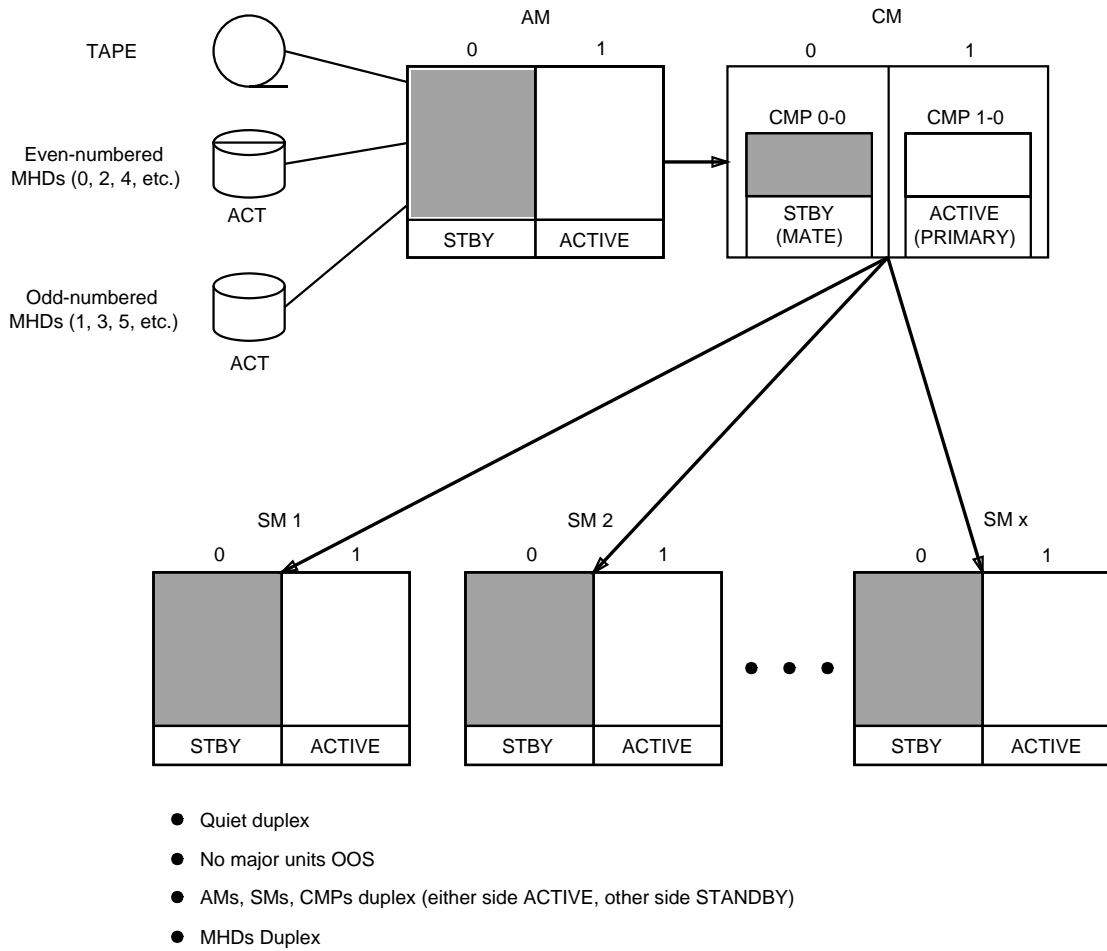 AM
CM
0 1
0 1
TAPE
CMP 0-0
CMP 1-0
Even-numbered
MHDs (0, 2, 4, etc.)
ACT
STBY
ACTIVE
STBY
(MATE)
ACTIVE
(PRIMARY)
Odd-numbered
MHDs (1, 3, 5, etc.)
ACT
SM 1
SM 2
SM x
0 1
0 1
0 1
STBY
ACTIVE
STBY
ACTIVE
STBY
ACTIVE
• Quiet duplex
• No major units OOS
• AMs, SMs, CMPs duplex (either side ACTIVE, other side STANDBY)
• MHDs Duplex